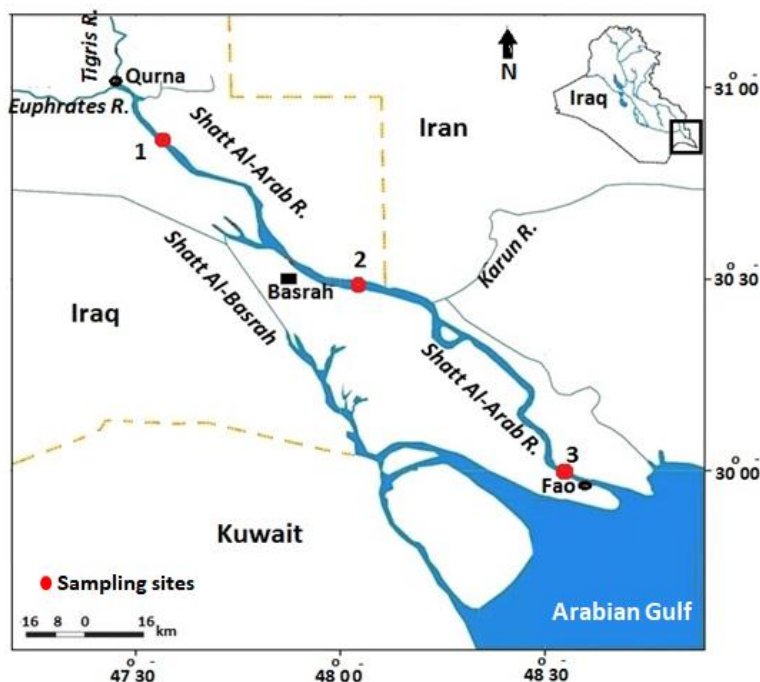 Tigris R.
Qurna
Euphrates R.
1
Shatt Al-Arab R.
Iran
N
Iraq
31° 00-
2
Basrah
Shatt Al-Basrah
Karun R.
30° 30-
Iraq
Shatt Al-Arab R.
3
Fao
30° 00-
Kuwait
Sampling sites
Arabian Gulf
16 8 0 16
km
47° 30- 48° 00- 48° 30-